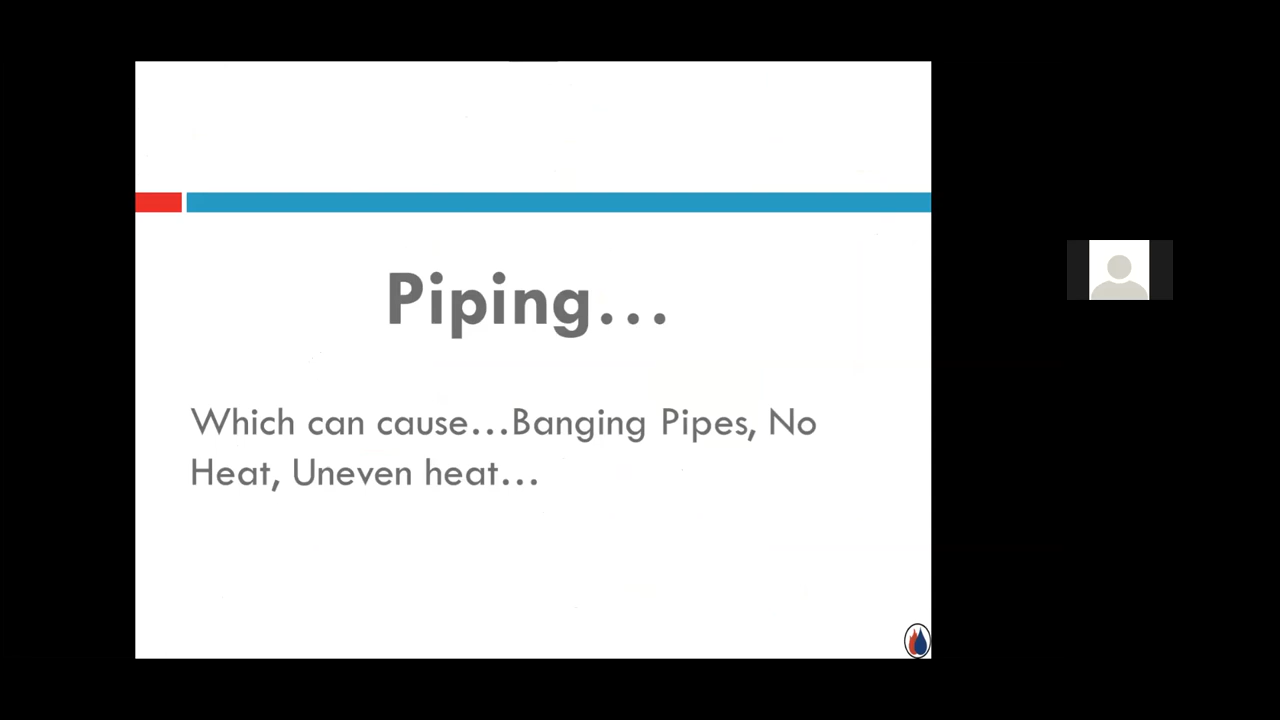 Piping...
Which can cause...Banging Pipes, No
Heat, Uneven heat...